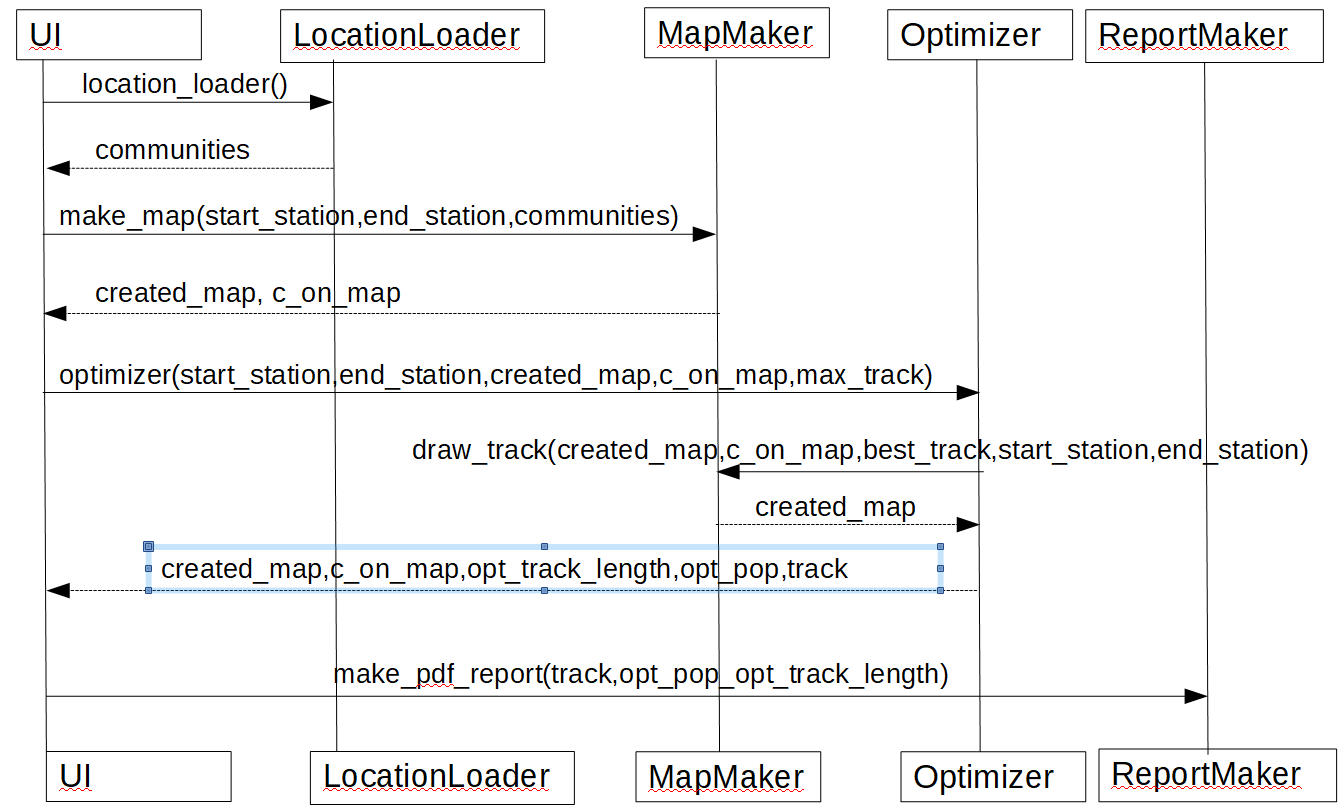 UI
LocationLoader
MapMaker
Optimizer
ReportMaker
location_loader()
communities
make_map(start_station,end_station,communities)
created_map, c_on_map
optimizer(start_station,end_station,created_map,c_on_map,max_track)
draw_track(created_map,c_on_map,best_track,start_station,end_station)
created_map
created_map,c_on_map,opt_track_length,opt_pop,track
make_pdf_report(track,opt_pop_opt_track_length)
UI
LocationLoader
MapMaker
Optimizer
ReportMaker